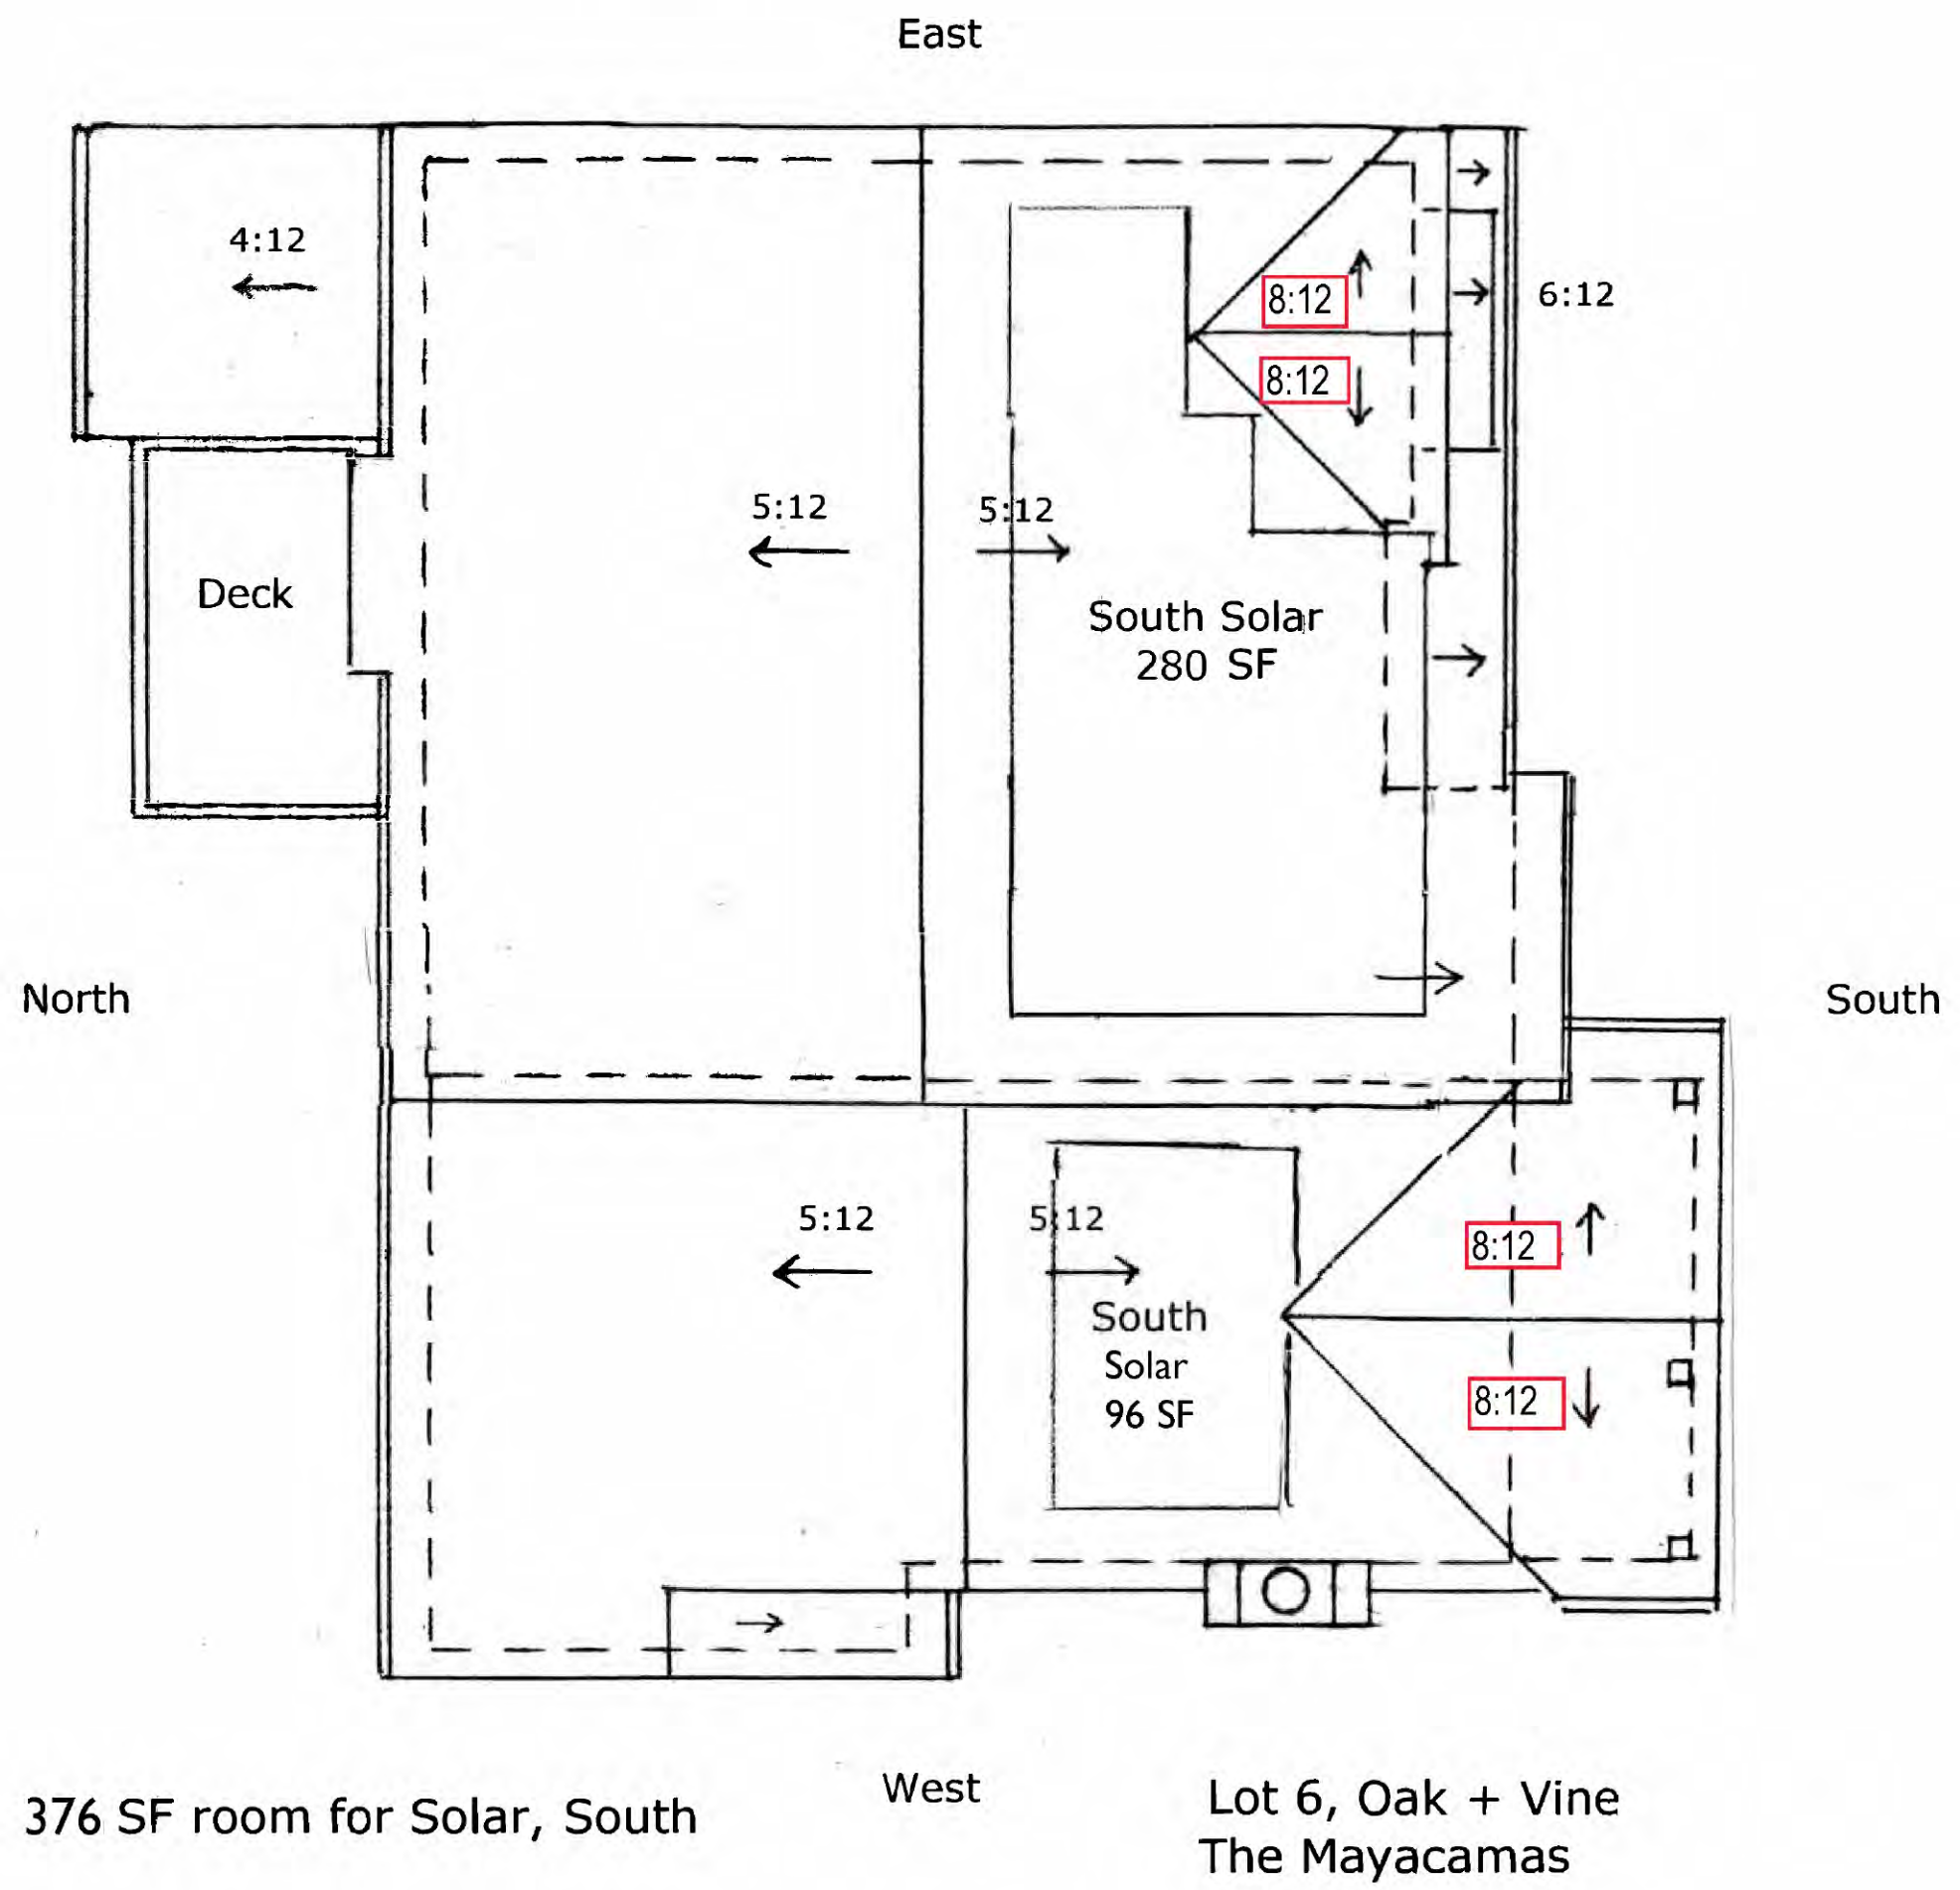 East
4:12
8:12
6:12
8:12
5:12
5:12
Deck
South Solar
280 SF
North
South
5:12
5:12
8:12
South
Solar
96 SF
8:12
West
376 SF room for Solar, South
Lot 6, Oak + Vine
The Mayacamas